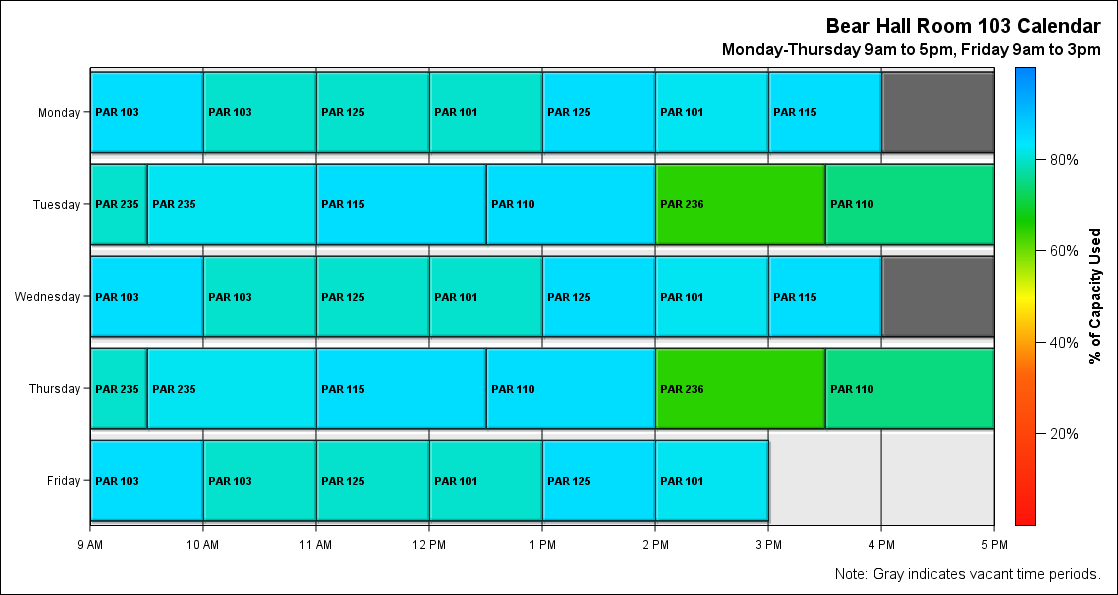 Bear Hall Room 103 Calendar
Monday-Thursday 9am to 5pm, Friday 9am to 3pm
Monday PAR 103 PAR 103 PAR 125 PAR 101 PAR 125 PAR 101 PAR 115
Tuesday PAR 235 PAR 235 PAR 115 PAR 110 PAR 236 PAR 110
Wednesday PAR 103 PAR 103 PAR 125 PAR 101 PAR 125 PAR 101 PAR 115
Thursday PAR 235 PAR 235 PAR 115 PAR 110 PAR 236 PAR 110
Friday PAR 103 PAR 103 PAR 125 PAR 101 PAR 125 PAR 101
9 AM 10 AM 11 AM 12 PM 1 PM 2 PM 3 PM 4 PM 5 PM
80%
60%
40%
20%
% of Capacity Used
Note: Gray indicates vacant time periods.